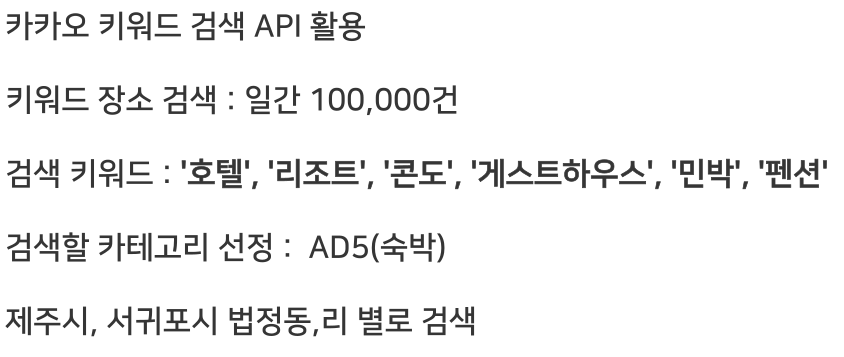 카카오 키워드 검색 API 활용
키워드 장소 검색 : 일간 100,000건
검색 키워드 : '호텔', '리조트', '콘도', '게스트하우스', '민박', '펜션'
검색할 카테고리 선정 : AD5(숙박)
제주시, 서귀포시 법정동,리 별로 검색